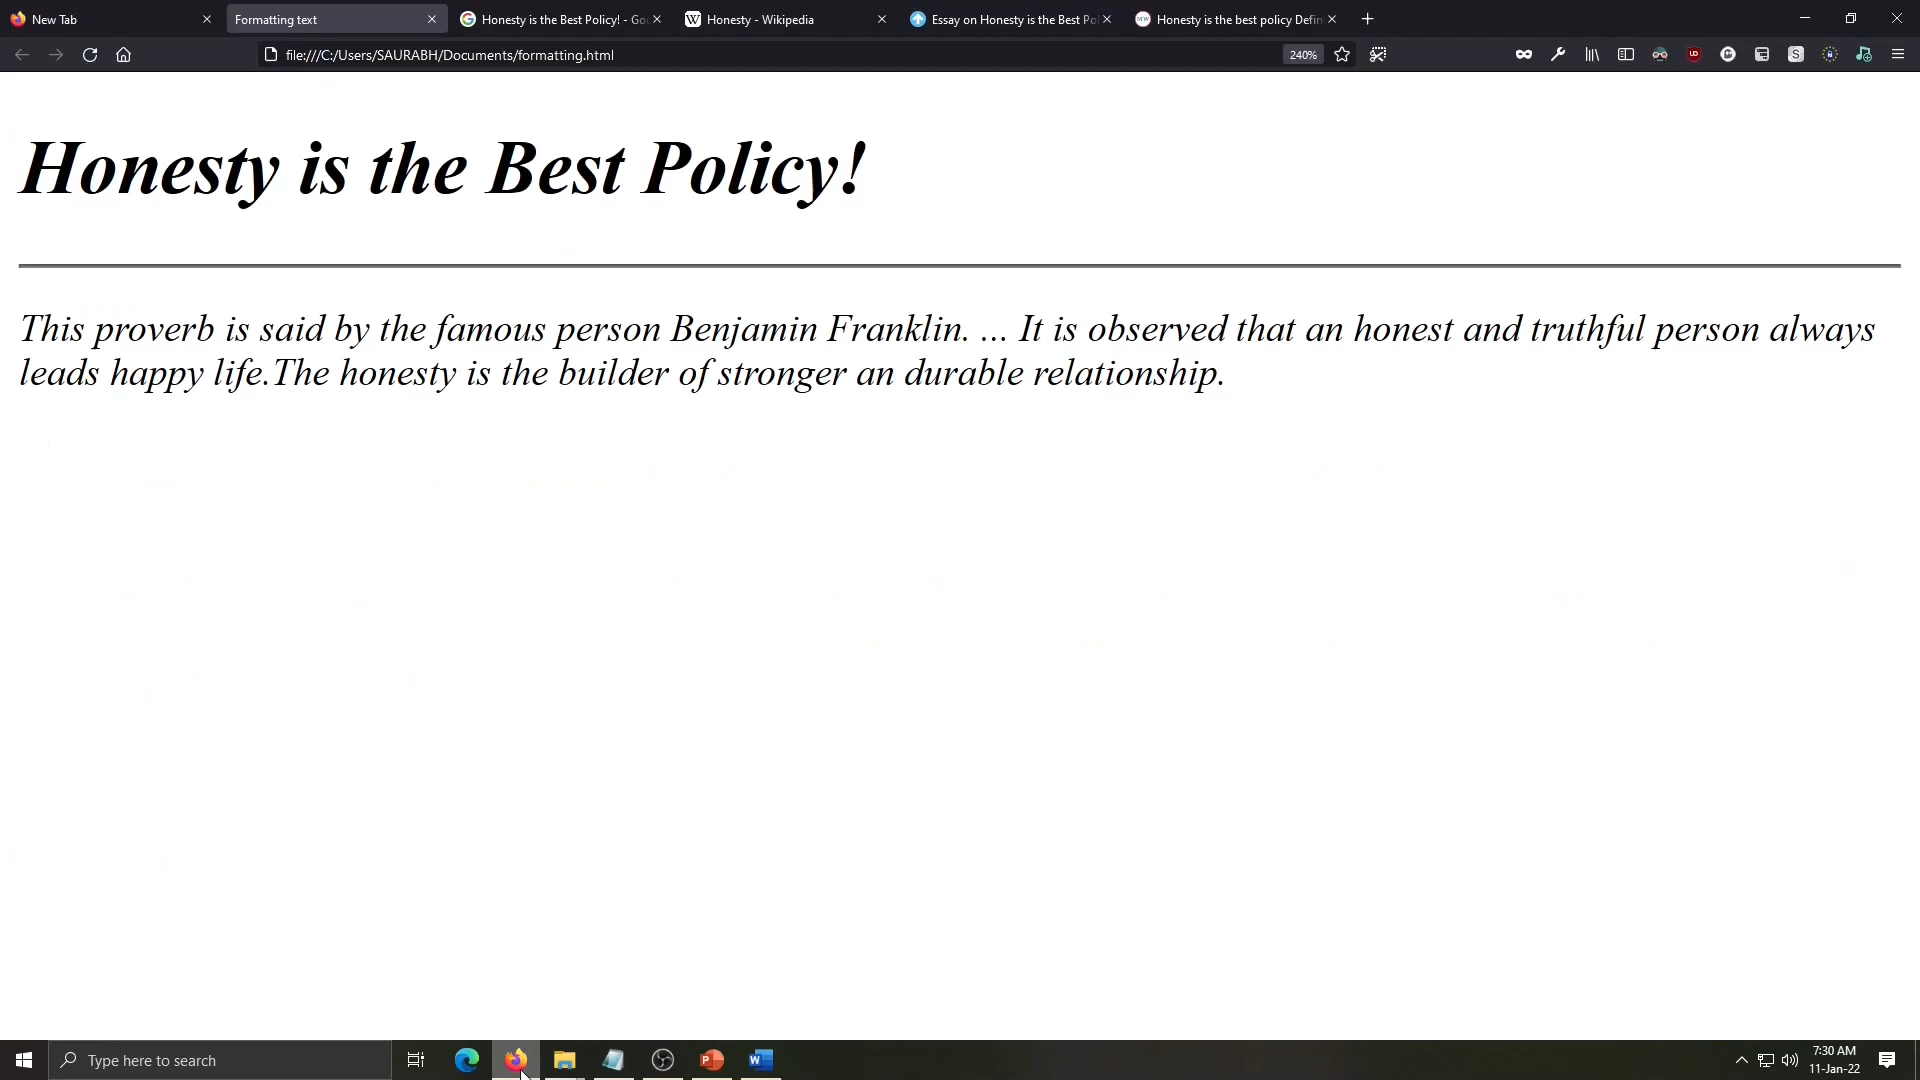 New Tab
Formatting text
Honesty is the Best Policy! - Go
Honesty - Wikipedia
Essay on Honesty is the Best Po
Honesty is the best policy Defin
file:///C:/Users/SAURABH/Documents/formatting.html
240%
Honesty is the Best Policy!
This proverb is said by the famous person Benjamin Franklin. ... It is observed that an honest and truthful person always
leads happy life.The honesty is the builder of stronger an durable relationship.
Type here to search
7:30 AM
11-Jan-22